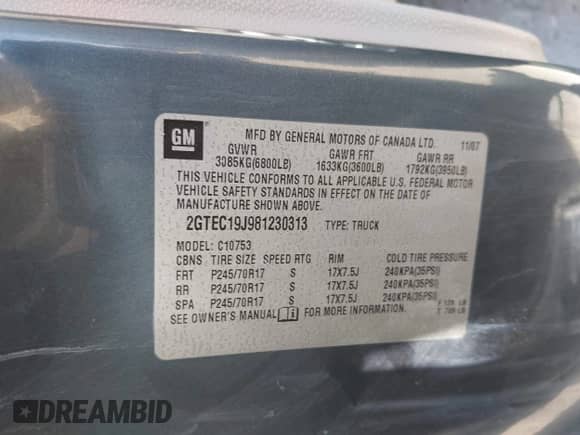 GM
MFD BY GENERAL MOTORS OF CANADA LTD. 11/07
GVWR GAWR FRT GAWR RR
3085KG(6800LB) 1633KG(3600LB) 1792KG(3950LB)
THIS VEHICLE CONFORMS TO ALL APPLICABLE U.S. FEDERAL MOTOR
VEHICLE SAFETY STANDARDS IN EFFECT ON THE DATE OF
MANUFACTURE SHOWN ABOVE.
2GTEC19J981230313 TYPE: TRUCK
MODEL: C10753
CBNS TIRE SIZE SPEED RTG RIM COLD TIRE PRESSURE
FRT P245/70R17 S 17X7.5J 240KPA(35PSI)
RR P245/70R17 S 17X7.5J 240KPA(35PSI)
SPA P245/70R17 S 17X7.5J 240KPA(35PSI)
SEE OWNER'S MANUAL i FOR MORE INFORMATION.
DREAMBID